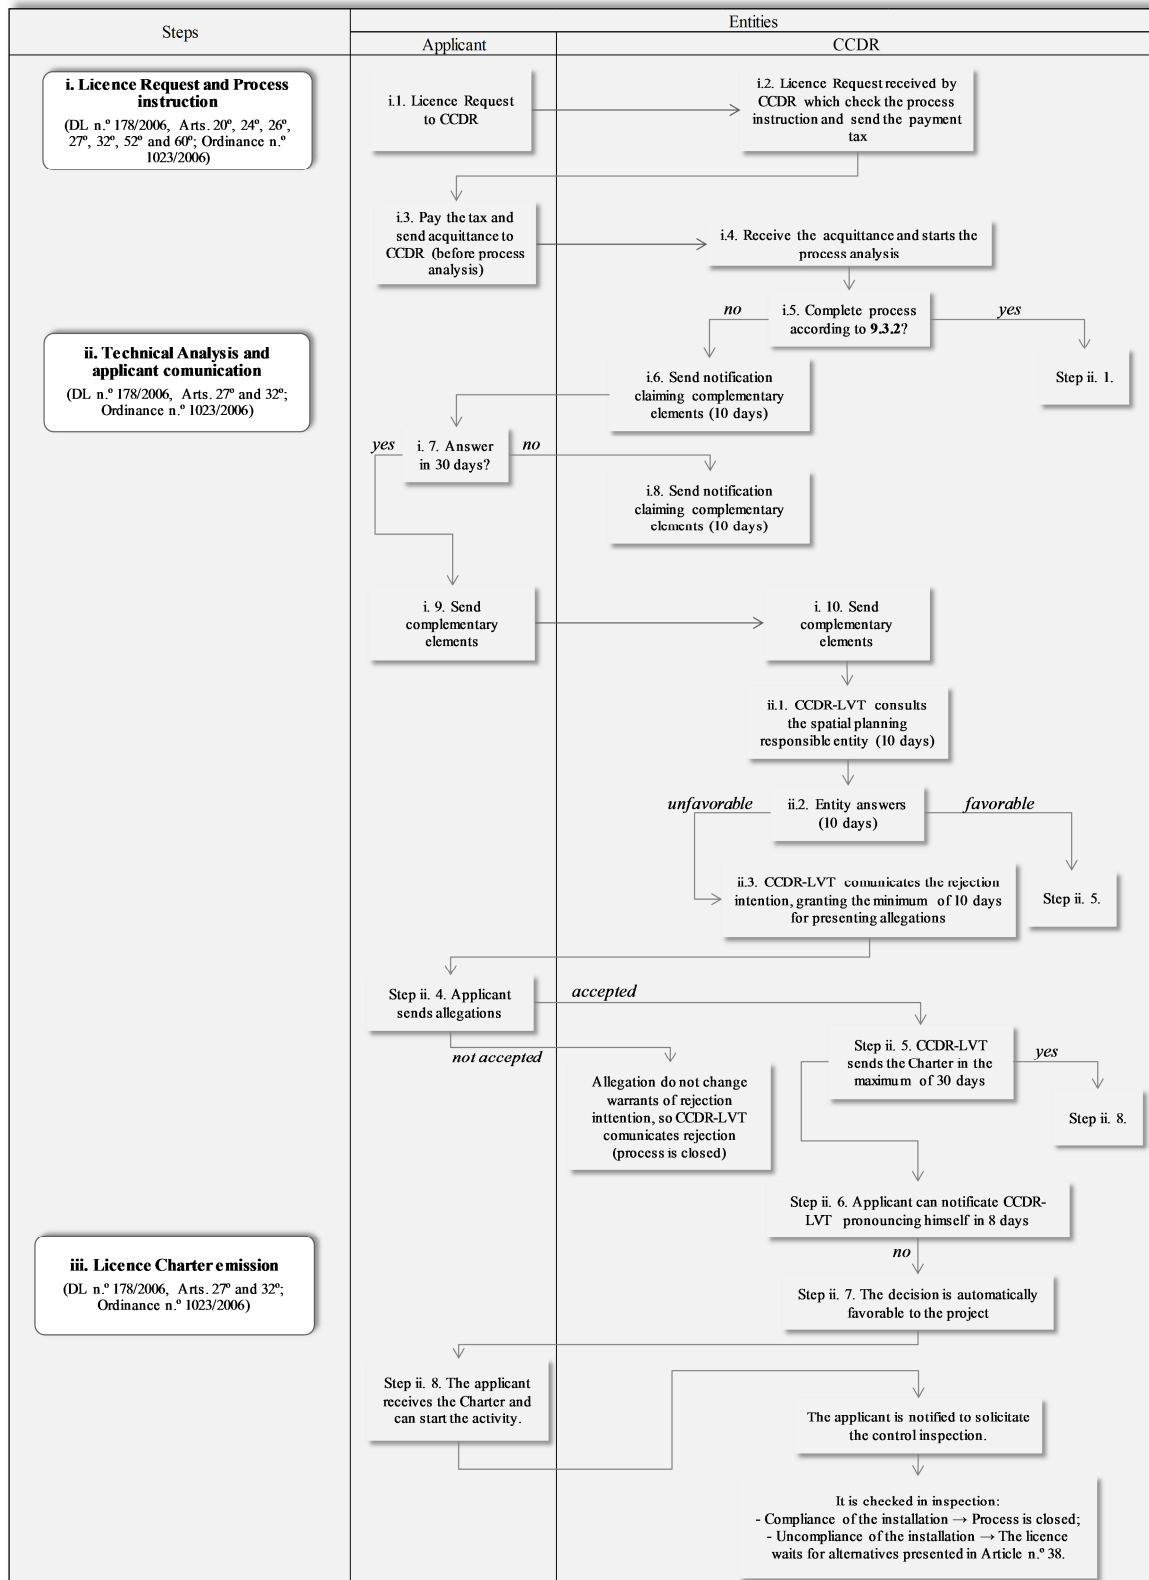 Steps
Entities
Applicant
CCDR
i. Licence Request and Process
instruction
(DL n.º 178/2006, Arts. 20º, 24º, 26º,
27º, 32º, 52º and 60º; Ordinance n.º
1023/2006)
i.1. Licence Request
to CCDR
i.2. Licence Request received by
CCDR which check the process
instruction and send the payment
tax
i.3. Pay the tax and
send acquittance to
CCDR (before process
analysis)
i.4. Receive the acquittance and starts the
process analysis
no
i.5. Complete process
according to 9.3.2?
yes
ii. Technical Analysis and
applicant comunication
(DL n.º 178/2006, Arts. 27º and 32º;
Ordinance n.º 1023/2006)
i.6. Send notification
claiming complementary
elements (10 days)
Step ii. 1.
yes
i. 7. Answer
in 30 days?
no
i.8. Send notification
claiming complementary
elements (10 days)
i. 9. Send
complementary
elements
i. 10. Send
complementary
elements
ii.1. CCDR-LVT consults
the spatial planning
responsible entity (10 days)
unfavorable
ii.2. Entity answers
(10 days)
favorable
ii.3. CCDR-LVT comunicates the rejection
intention, granting the minimum of 10 days
for presenting allegations
Step ii. 5.
Step ii. 4. Applicant
sends allegations
accepted
not accepted
Step ii. 5. CCDR-LVT
sends the Charter in the
maximum of 30 days
yes
Allegation do not change
warrants of rejection
inttention, so CCDR-LVT
comunicates rejection
(process is closed)
Step ii. 8.
Step ii. 6. Applicant can notificate CCDR-
LVT pronouncing himself in 8 days
no
iii. Licence Charter emission
(DL n.º 178/2006, Arts. 27º and 32º;
Ordinance n.º 1023/2006)
Step ii. 7. The decision is automatically
favorable to the project
Step ii. 8. The applicant
receives the Charter and
can start the activity.
The applicant is notified to solicitate
the control inspection.
It is checked in inspection:
- Compliance of the installation → Process is closed;
- Uncompliance of the installation → The licence
waits for alternatives presented in Article n.º 38.